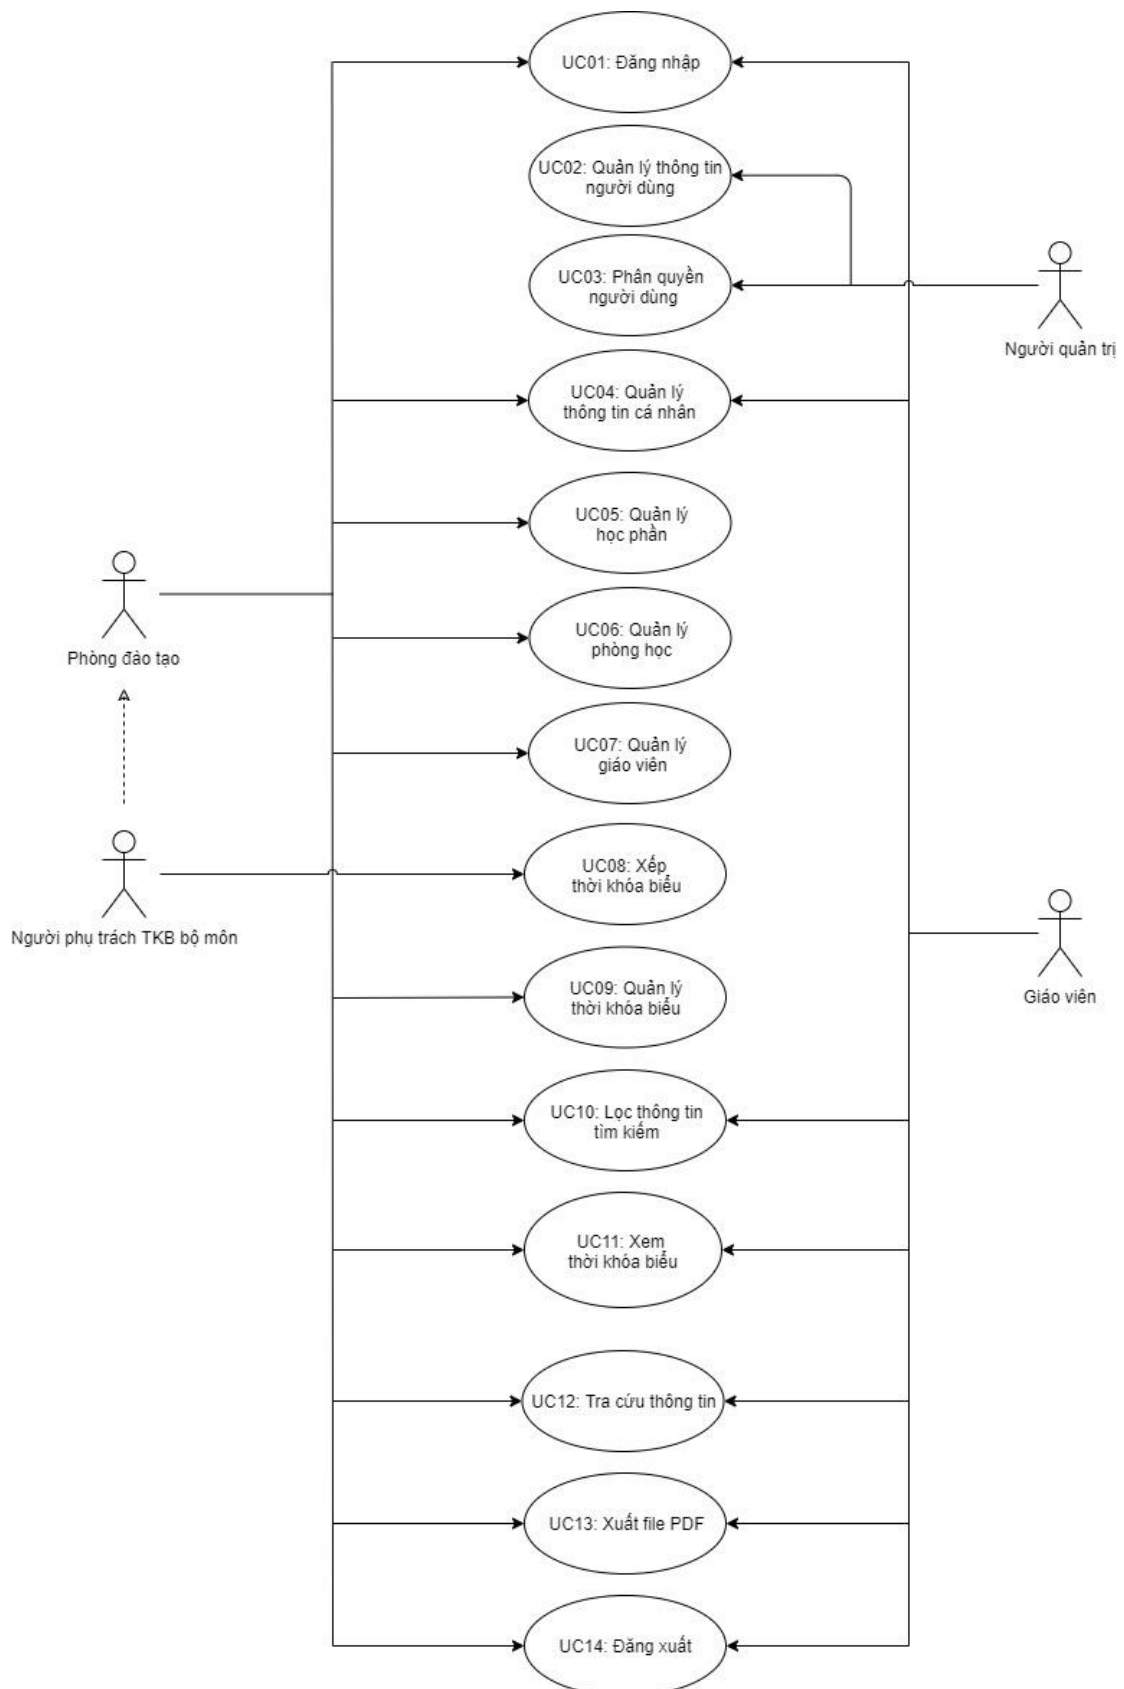 UC01: Đăng nhập
UC02: Quản lý thông tin
người dùng
UC03: Phân quyền
người dùng
Người quản trị
UC04: Quản lý
thông tin cá nhân
UC05: Quản lý
học phần
UC06: Quản lý
phòng học
Phòng đào tạo
UC07: Quản lý
giáo viên
UC08: Xếp
thời khóa biểu
Người phụ trách TKB bộ môn
UC09: Quản lý
thời khóa biểu
Giáo viên
UC10: Lọc thông tin
tìm kiếm
UC11: Xem
thời khóa biểu
UC12: Tra cứu thông tin
UC13: Xuất file PDF
UC14: Đăng xuất